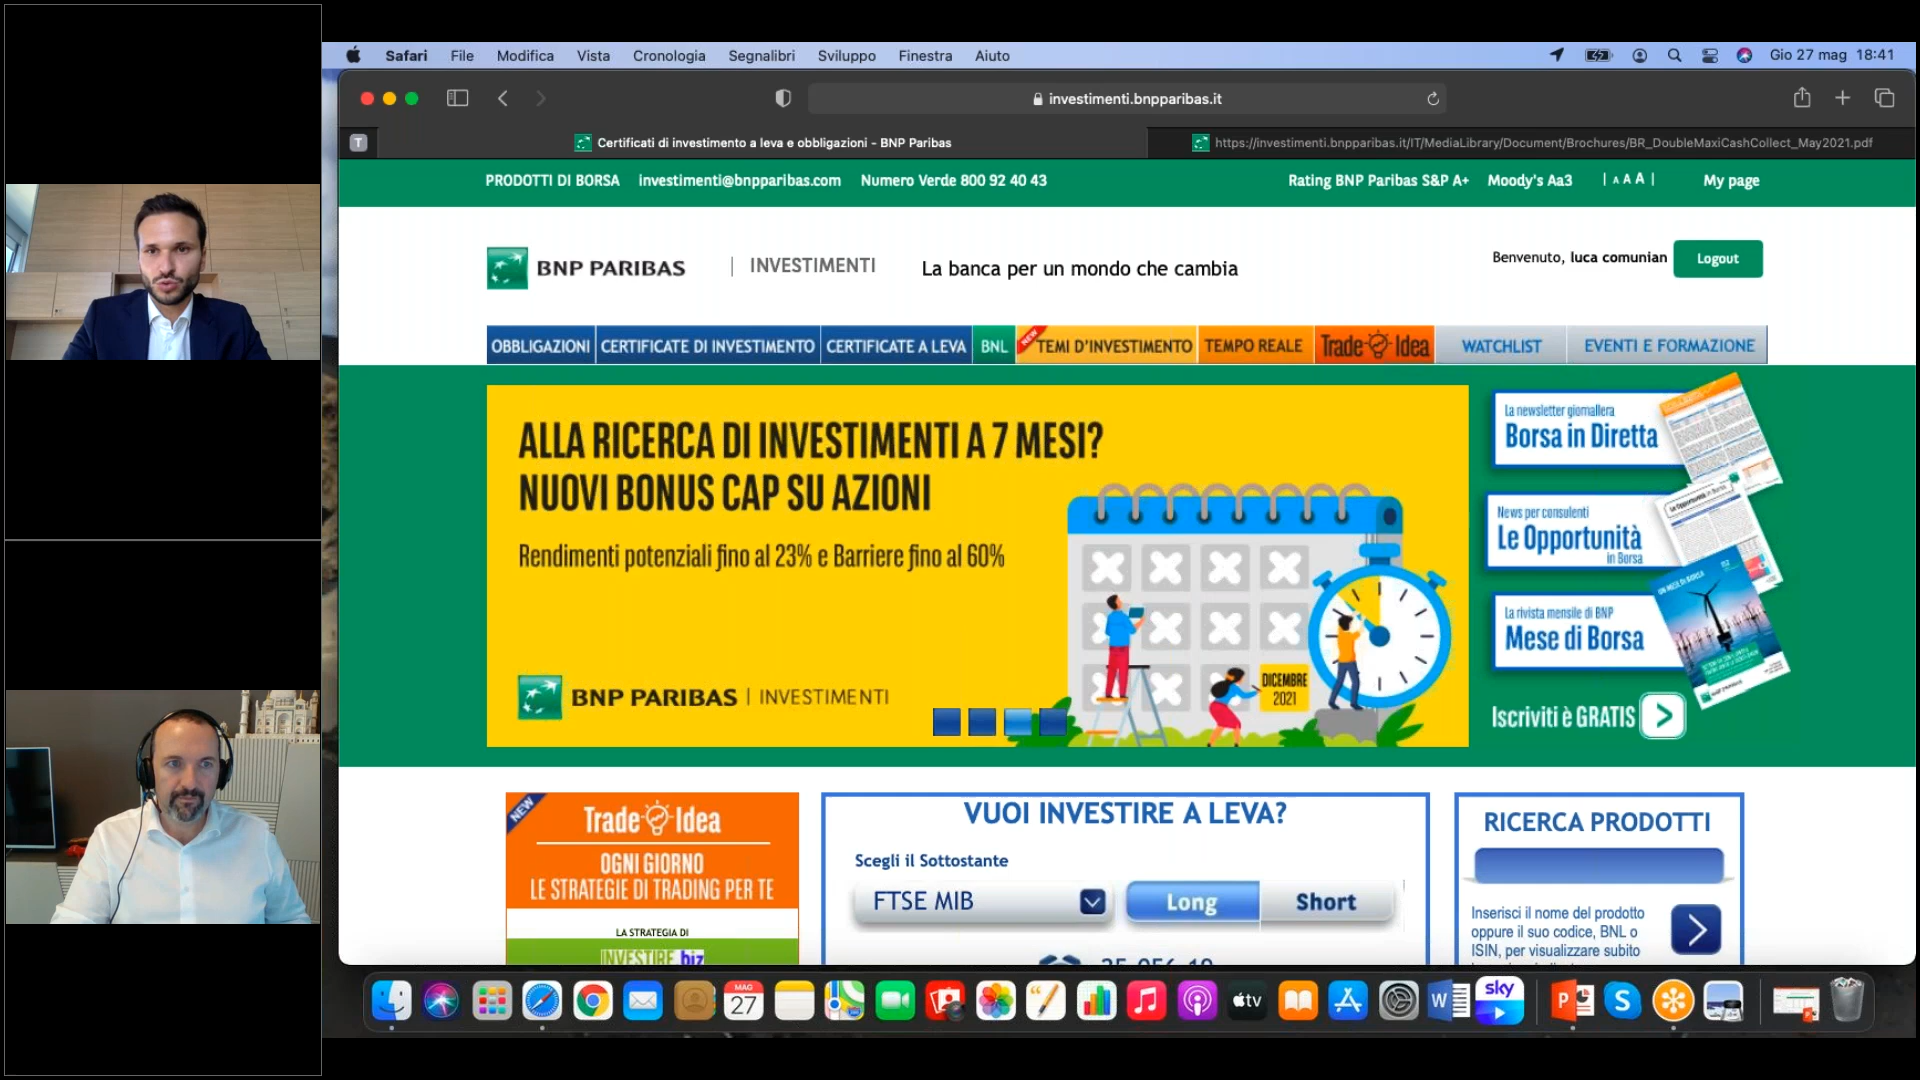 Safari File Modifica Vista Cronologia Segnalibri Sviluppo Finestra Aiuto
Gio 27 mag 18:41
investimenti.bnpparibas.it
T
Certificati di investimento a leva e obbligazioni - BNP Paribas
https://investimenti.bnpparibas.it/IT/MediaLibrary/Document/Brochures/BR_DoubleMaxiCashCollect_May2021.pdf
PRODOTTI DI BORSA investimenti@bnpparibas.com Numero Verde 800 92 40 43
Rating BNP Paribas S&P A+ Moody's Aa3 | A A A | My page
BNP PARIBAS | INVESTIMENTI
La banca per un mondo che cambia
Benvenuto, luca comunian
Logout
OBBLIGAZIONI CERTIFICATE DI INVESTIMENTO CERTIFICATE A LEVA BNL NEW TEMI D'INVESTIMENTO TEMPO REALE Trade Idea WATCHLIST EVENTI E FORMAZIONE
ALLA RICERCA DI INVESTIMENTI A 7 MESI?
NUOVI BONUS CAP SU AZIONI
Rendimenti potenziali fino al 23% e Barriere fino al 60%
DICEMBRE
2021
BNP PARIBAS | INVESTIMENTI
La newsletter giornaliera
Borsa in Diretta
News per consulenti
Le Opportunità
in Borsa
La rivista mensile di BNP
Mese di Borsa
Iscriviti è GRATIS
NEW
Trade Idea
OGNI GIORNO
LE STRATEGIE DI TRADING PER TE
LA STRATEGIA DI
INVESTIRE.biz
VUOI INVESTIRE A LEVA?
Scegli il Sottostante
FTSE MIB
Long
Short
RICERCA PRODOTTI
Inserisci il nome del prodotto
oppure il suo codice, BNL o
ISIN, per visualizzare subito
MAG
27
tv
W
sky
P
S